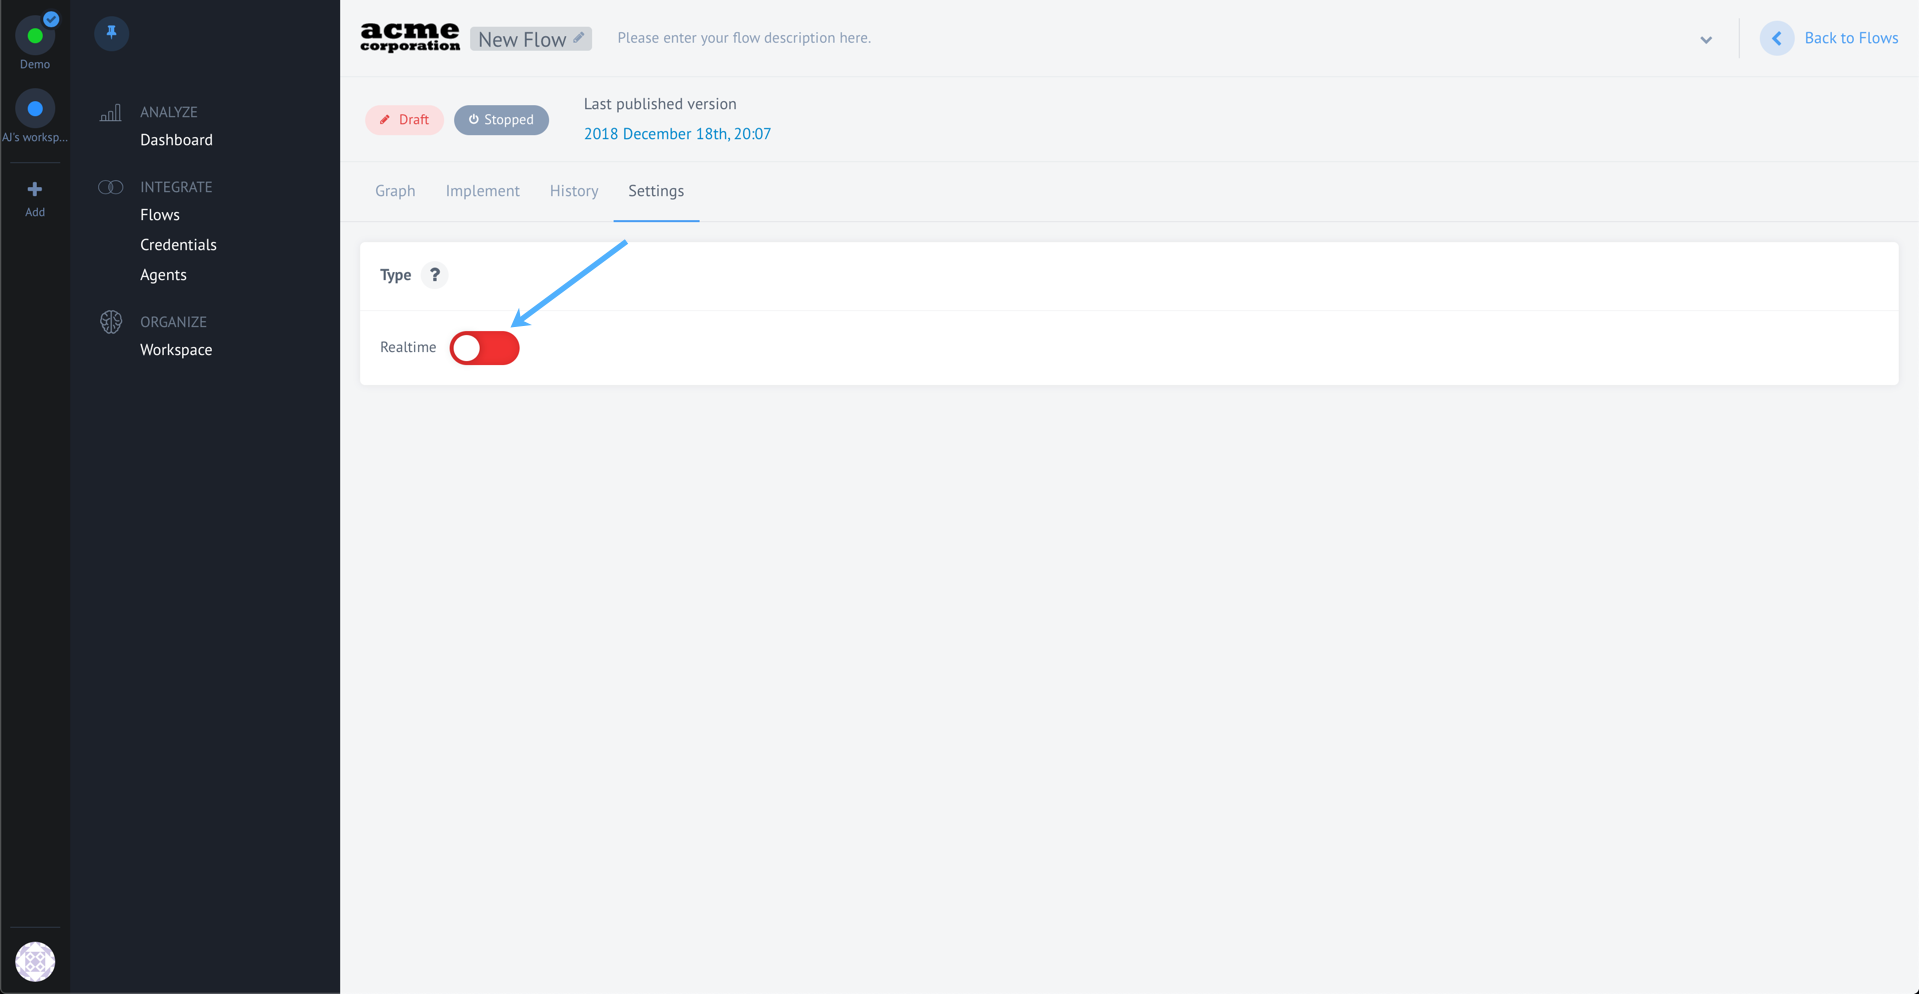 Demo
AJ's worksp...
Add
ANALYZE
Dashboard
INTEGRATE
Flows
Credentials
Agents
ORGANIZE
Workspace
acme
corporation
New Flow
Please enter your flow description here.
Back to Flows
Draft
Stopped
Last published version
2018 December 18th, 20:07
Graph
Implement
History
Settings
Type ?
Realtime